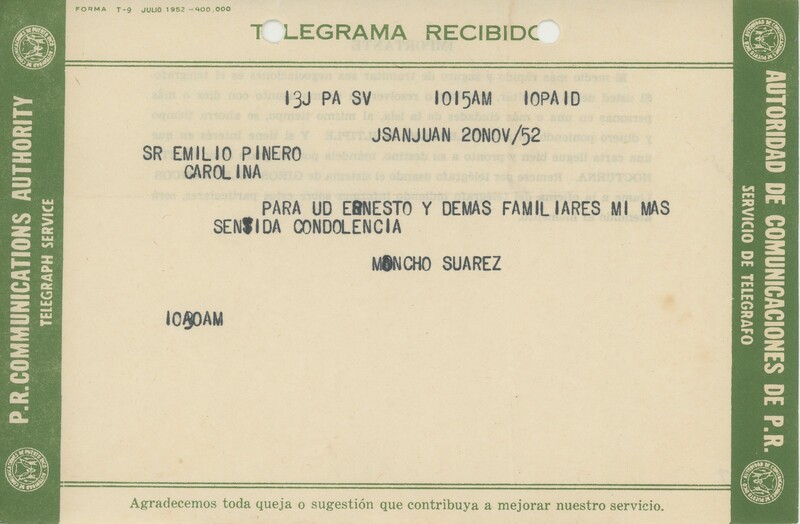 FORMA T-9 JULIO 1952-400,000
TELEGRAMA RECIBIDO
13J PA SV 1015AM 10PAID
JSANJUAN 20NOV/52
SR EMILIO PINERO
CAROLINA
PARA UD ERNESTO Y DEMAS FAMILIARES MI MAS
SENTIDA CONDOLENCIA
MONCHO SUAREZ
1030AM
Agradecemos toda queja o sugestión que contribuya a mejorar nuestro servicio.
P.R. COMMUNICATIONS AUTHORITY
TELEGRAPH SERVICE
AUTORIDAD DE COMUNICACIONES DE P.R.
SERVICIO DE TELEGRAFO